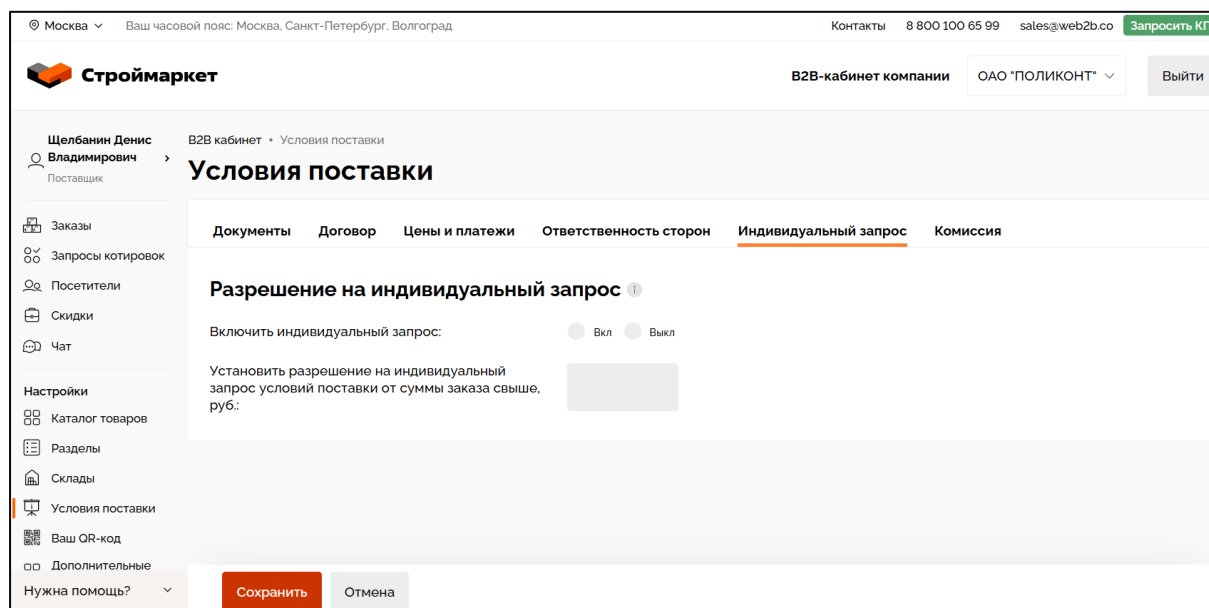 Москва Ваш часовой пояс: Москва, Санкт-Петербург, Волгоград Контакты 8 800 100 65 99 sales@web2b.co Запросить КП
Строймаркет B2B-кабинет компании ОАО "ПОЛИКОНТ" Выйти
Щелбанин Денис
Владимирович
Поставщик
B2B кабинет • Условия поставки
Условия поставки
Заказы
Запросы котировок
Посетители
Скидки
Чат
Настройки
Каталог товаров
Разделы
Склады
Условия поставки
Ваш QR-код
Дополнительные
Нужна помощь?
Документы Договор Цены и платежи Ответственность сторон Индивидуальный запрос Комиссия
Разрешение на индивидуальный запрос i
Включить индивидуальный запрос: Вкл Выкл
Установить разрешение на индивидуальный
запрос условий поставки от суммы заказа свыше,
руб.:
Сохранить Отмена